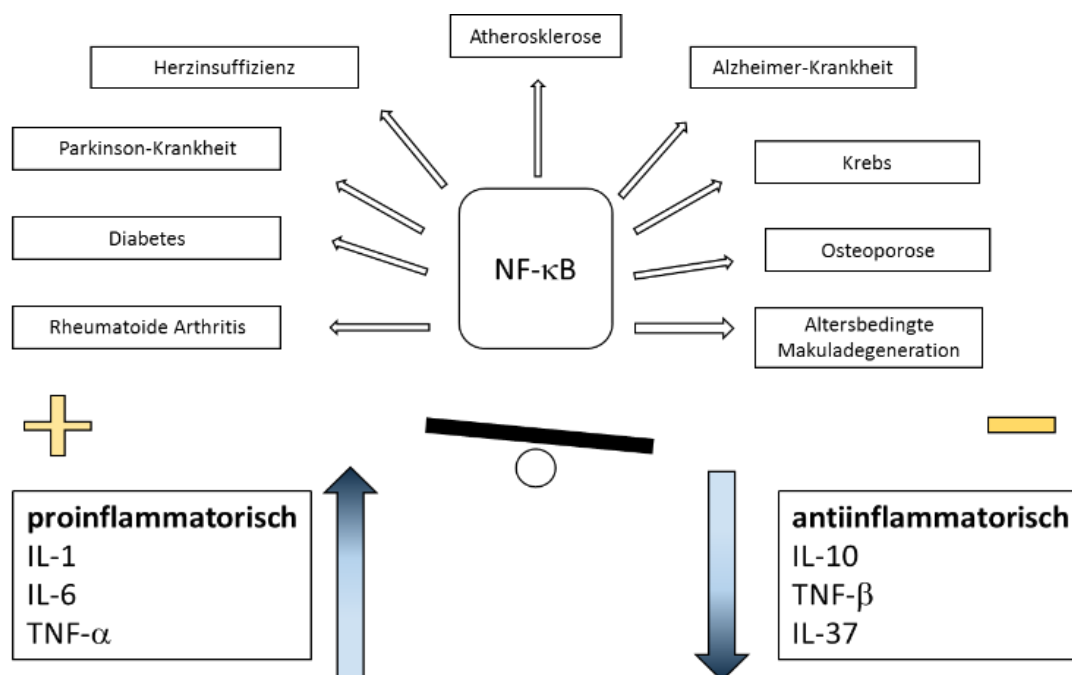 Atherosklerose
Herzinsuffizienz
Alzheimer-Krankheit
Parkinson-Krankheit
Krebs
Diabetes
NF-κB
Osteoporose
Rheumatoide Arthritis
Altersbedingte
Makuladegeneration
proinflammatorisch
IL-1
IL-6
TNF-α
antiinflammatorisch
IL-10
TNF-β
IL-37